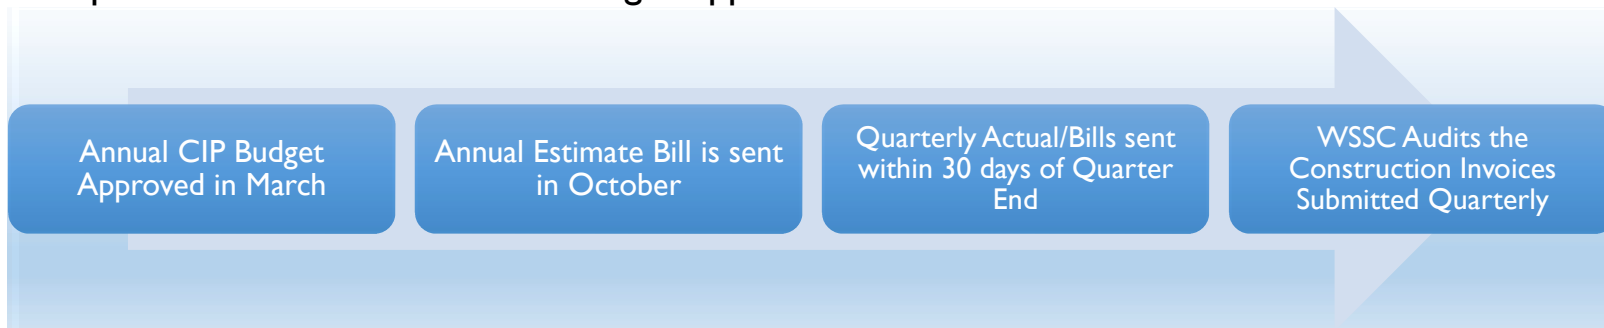 Annual CIP Budget
Approved in March
Annual Estimate Bill is sent
in October
Quarterly Actual/Bills sent
within 30 days of Quarter
End
WSSC Audits the
Construction Invoices
Submitted Quarterly